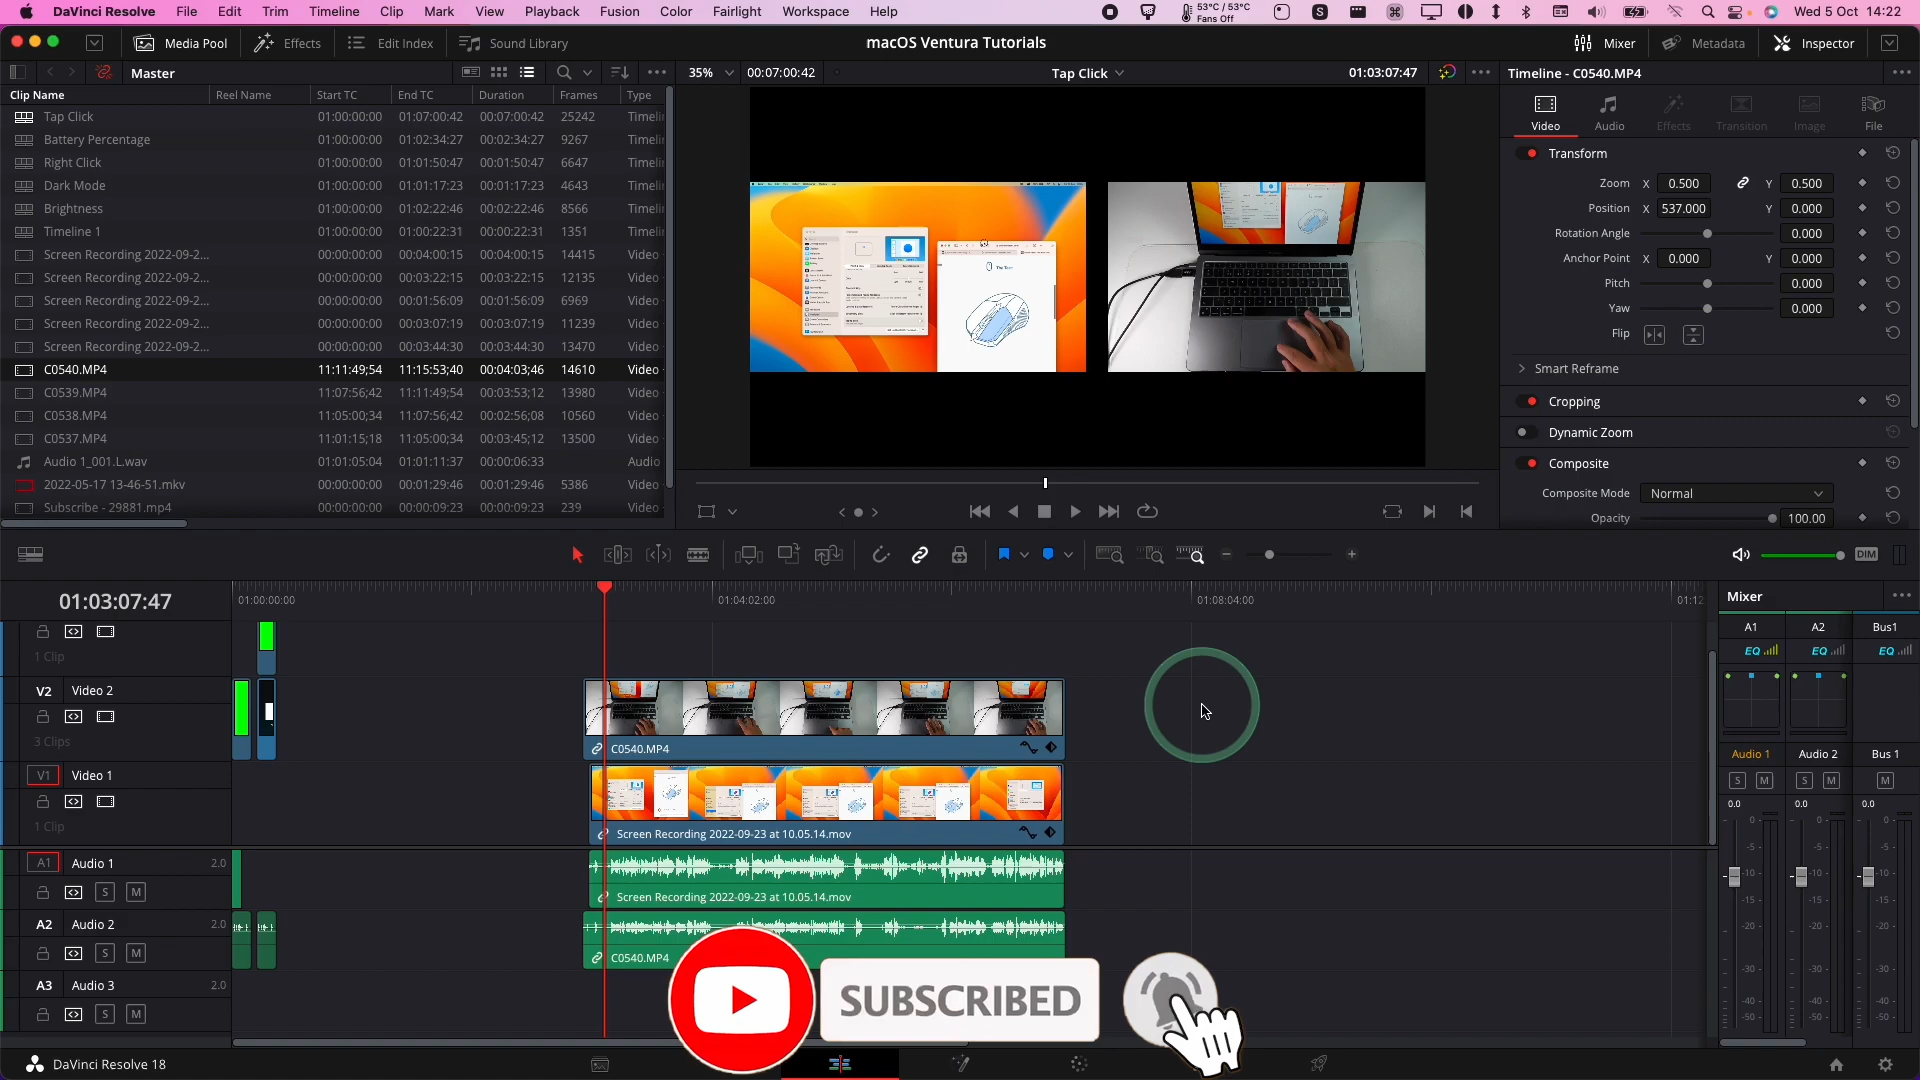 DaVinci Resolve File Edit Trim Timeline Clip Mark View Playback Fusion Color Fairlight Workspace Help 53°C / 53°C Fans Off Wed 5 Oct 14:22
Media Pool Effects Edit Index Sound Library macOS Ventura Tutorials Mixer Metadata Inspector
Master 35% 00:07:00:42 Tap Click 01:03:07:47 Timeline - C0540.MP4
Clip Name Reel Name Start TC End TC Duration Frames Type
Tap Click 01:00:00:00 01:07:00:42 00:07:00:42 25242 Timeli
Battery Percentage 01:00:00:00 01:02:34:27 00:02:34:27 9267 Timeli
Right Click 01:00:00:00 01:01:50:47 00:01:50:47 6647 Timeli
Dark Mode 01:00:00:00 01:01:17:23 00:01:17:23 4643 Timeli
Brightness 01:00:00:00 01:02:22:46 00:02:22:46 8566 Timeli
Timeline 1 01:00:00:00 01:00:22:31 00:00:22:31 1351 Timeli
Screen Recording 2022-09-2... 00:00:00:00 00:04:00:15 00:04:00:15 14415 Video
Screen Recording 2022-09-2... 00:00:00:00 00:03:22:15 00:03:22:15 12135 Video
Screen Recording 2022-09-2... 00:00:00:00 00:01:56:09 00:01:56:09 6969 Video
Screen Recording 2022-09-2... 00:00:00:00 00:03:07:19 00:03:07:19 11239 Video
Screen Recording 2022-09-2... 00:00:00:00 00:03:44:30 00:03:44:30 13470 Video
C0540.MP4 11:11:49;54 11:15:53;40 00:04:03;46 14610 Video
C0539.MP4 11:07:56;42 11:11:49;54 00:03:53;12 13980 Video
C0538.MP4 11:05:00;34 11:07:56;42 00:02:56;08 10560 Video
C0537.MP4 11:01:15;18 11:05:00;34 00:03:45;12 13500 Video
Audio 1_001.L.wav 01:01:05:04 01:01:11:37 00:00:06:33 Audio
2022-05-17 13-46-51.mkv 00:00:00:00 00:01:29:46 00:01:29:46 5386 Video
Subscribe - 29881.mp4 00:00:00:00 00:00:09:23 00:00:09:23 239 Video
Video Audio Effects Transition Image File
Transform
Zoom X 0.500 Y 0.500
Position X 537.000 Y 0.000
Rotation Angle 0.000
Anchor Point X 0.000 Y 0.000
Pitch 0.000
Yaw 0.000
Flip
Smart Reframe
Cropping
Dynamic Zoom
Composite
Composite Mode Normal
Opacity 100.00
DIM
01:03:07:47 01:00:00:00 01:04:02:00 01:08:04:00 01:12
1 Clip
V2 Video 2
3 Clips
C0540.MP4
V1 Video 1
1 Clip
Screen Recording 2022-09-23 at 10.05.14.mov
A1 Audio 1 2.0
S M
Screen Recording 2022-09-23 at 10.05.14.mov
A2 Audio 2 2.0
S M
C0540.MP4
A3 Audio 3 2.0
S M
Mixer
A1 A2 Bus1
EQ EQ EQ
Audio 1 Audio 2 Bus 1
S M S M M
0.0 0.0 0.0
0 0 0
-5 -5 -5
-10 -10 -10
-15 -15 -15
-20 -20 -20
-30 -30 -30
-40 -40 -40
-50 -50 -50
SUBSCRIBED
DaVinci Resolve 18